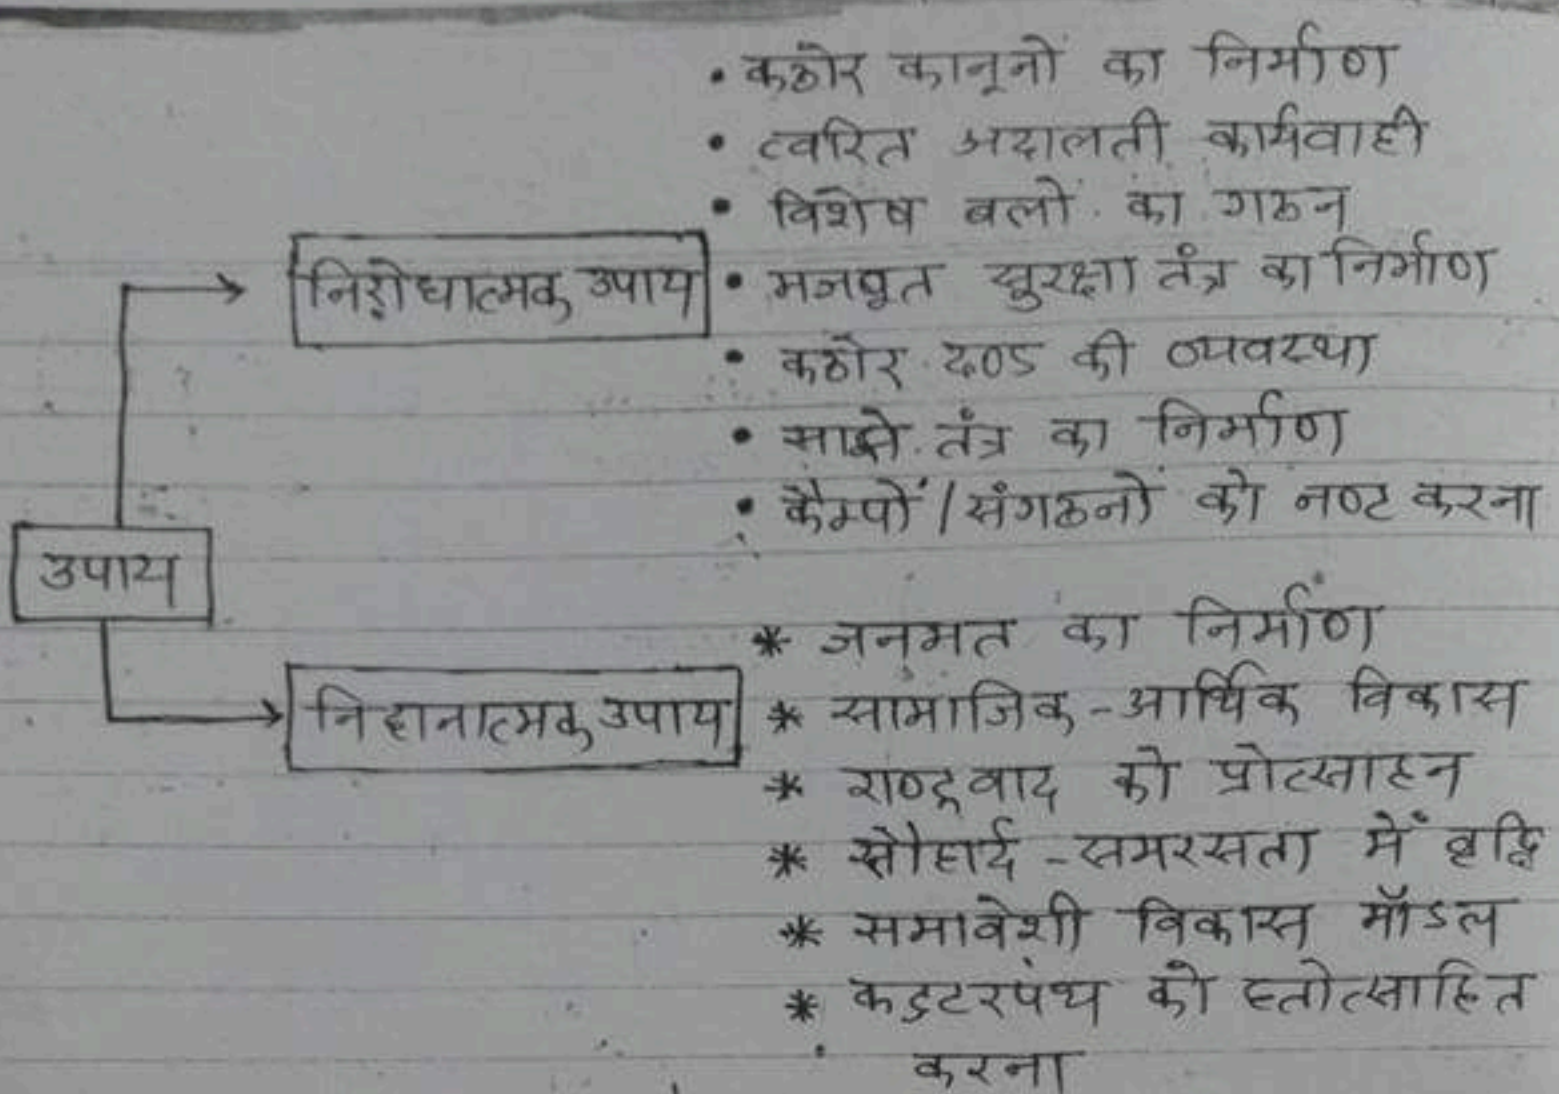 • कठोर कानूनों का निर्माण
• त्वरित अदालती कार्यवाही
• विशेष बलों का गठन
निरोधात्मक उपाय
• मजबूत सुरक्षा तंत्र का निर्माण
• कठोर दण्ड की व्यवस्था
• साझे तंत्र का निर्माण
• कैम्पों / संगठनों को नष्ट करना
उपाय
* जनमत का निर्माण
निदानात्मक उपाय
* सामाजिक - आर्थिक विकास
* राष्ट्रवाद को प्रोत्साहन
* सौहार्द - समरसता में वृद्धि
* समावेशी विकास मॉडल
* कट्टरपंथ को हतोत्साहित
करना